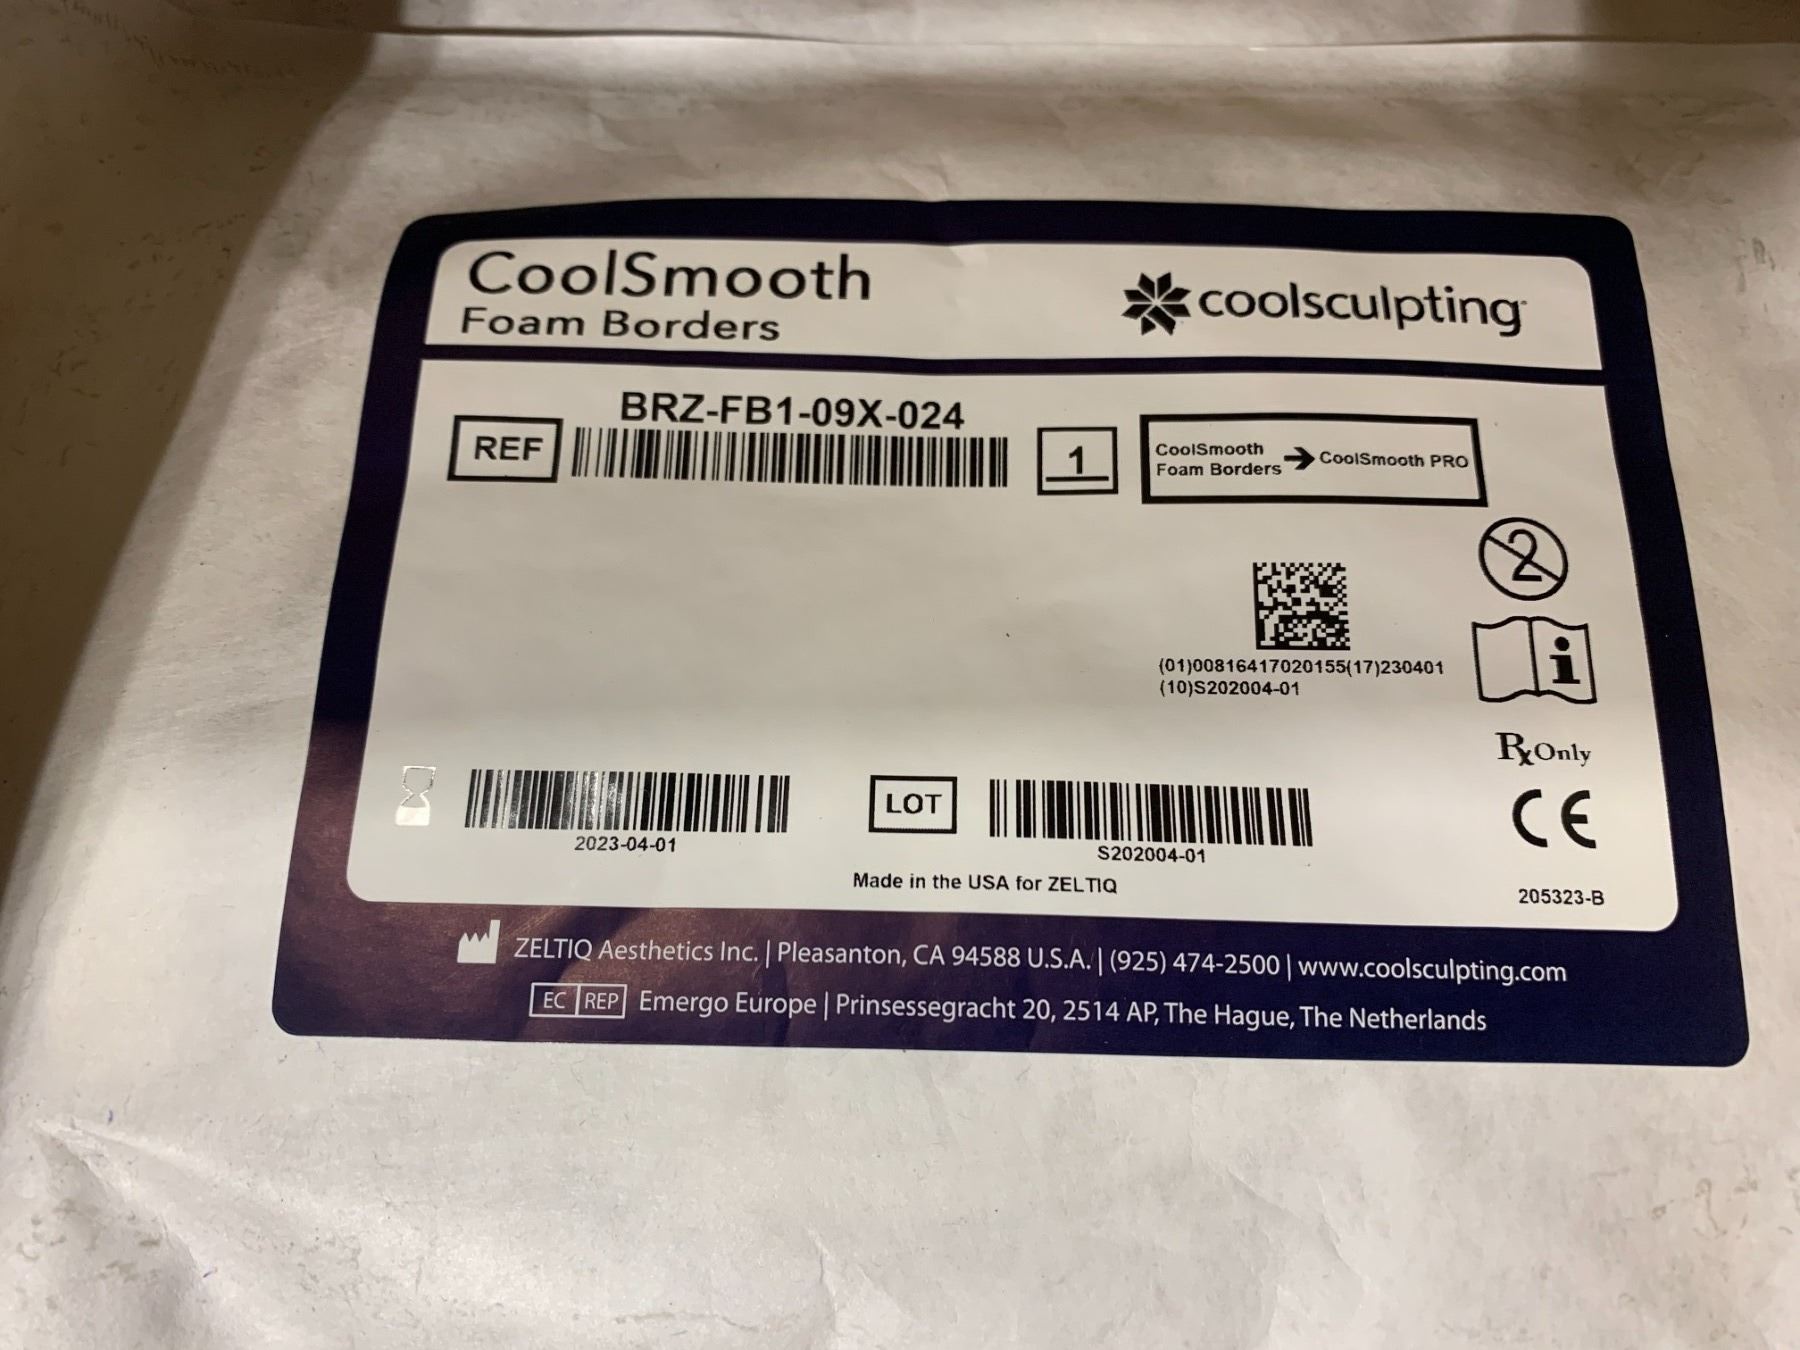 CoolSmooth
Foam Borders
coolsculpting
BRZ-FB1-09X-024
REF
1
CoolSmooth
Foam Borders → CoolSmooth PRO
2
(01)00816417020155(17)230401
(10)S202004-01
i
Rx Only
2023-04-01
LOT
S202004-01
CE
Made in the USA for ZELTIQ
205323-B
ZELTIQ Aesthetics Inc. | Pleasanton, CA 94588 U.S.A. | (925) 474-2500 | www.coolsculpting.com
EC REP Emergo Europe | Prinsessegracht 20, 2514 AP, The Hague, The Netherlands